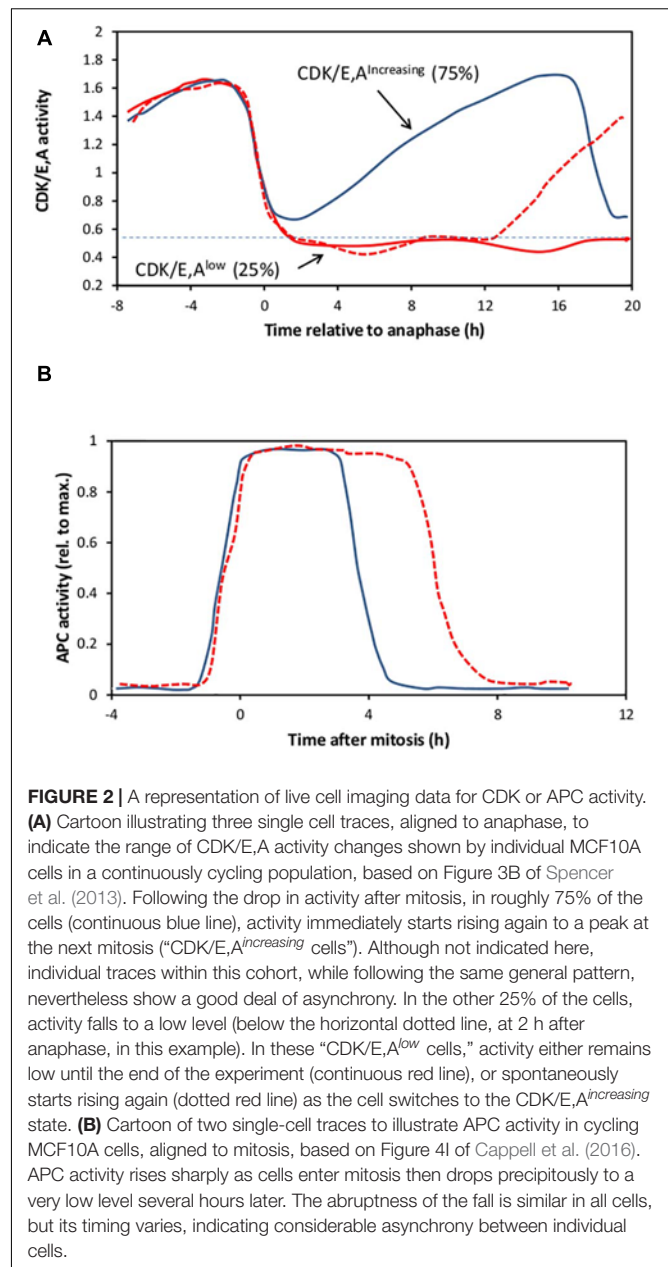 A
2
1.8
1.6
1.4
1.2
1
0.8
0.6
0.4
0.2
CDK/E,A activity
CDK/E,A^Increasing (75%)
CDK/E,A^low (25%)
-8 -4 0 4 8 12 16 20
Time relative to anaphase (h)
B
1
0.8
0.6
0.4
0.2
0
APC activity (rel. to max.)
-4 0 4 8 12
Time after mitosis (h)
FIGURE 2 | A representation of live cell imaging data for CDK or APC activity.
(A) Cartoon illustrating three single cell traces, aligned to anaphase, to
indicate the range of CDK/E,A activity changes shown by individual MCF10A
cells in a continuously cycling population, based on Figure 3B of Spencer
et al. (2013). Following the drop in activity after mitosis, in roughly 75% of the
cells (continuous blue line), activity immediately starts rising again to a peak at
the next mitosis (“CDK/E,A^increasing cells”). Although not indicated here,
individual traces within this cohort, while following the same general pattern,
nevertheless show a good deal of asynchrony. In the other 25% of the cells,
activity falls to a low level (below the horizontal dotted line, at 2 h after
anaphase, in this example). In these “CDK/E,A^low cells,” activity either remains
low until the end of the experiment (continuous red line), or spontaneously
starts rising again (dotted red line) as the cell switches to the CDK/E,A^increasing
state. (B) Cartoon of two single-cell traces to illustrate APC activity in cycling
MCF10A cells, aligned to mitosis, based on Figure 4I of Cappell et al. (2016).
APC activity rises sharply as cells enter mitosis then drops precipitously to a
very low level several hours later. The abruptness of the fall is similar in all cells,
but its timing varies, indicating considerable asynchrony between individual
cells.